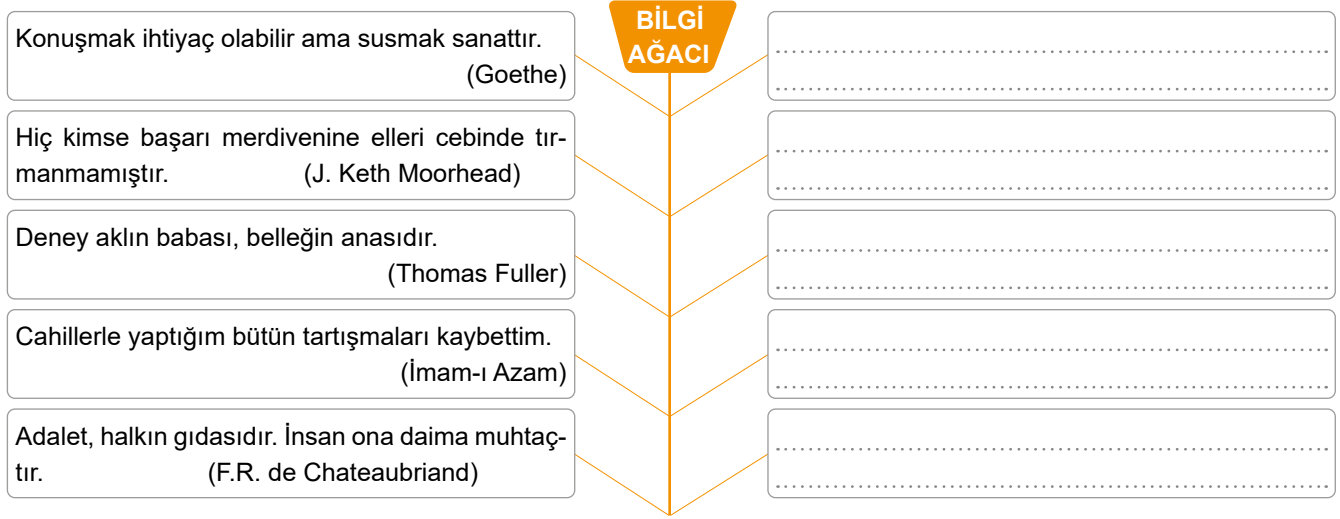 BİLGİ
AĞACI
Konuşmak ihtiyaç olabilir ama susmak sanattır.
(Goethe)
Hiç kimse başarı merdivenine elleri cebinde tır-
manmamıştır. (J. Keth Moorhead)
Deney aklın babası, belleğin anasıdır.
(Thomas Fuller)
Cahillerle yaptığım bütün tartışmaları kaybettim.
(İmam-ı Azam)
Adalet, halkın gıdasıdır. İnsan ona daima muhtaç-
tır. (F.R. de Chateaubriand)